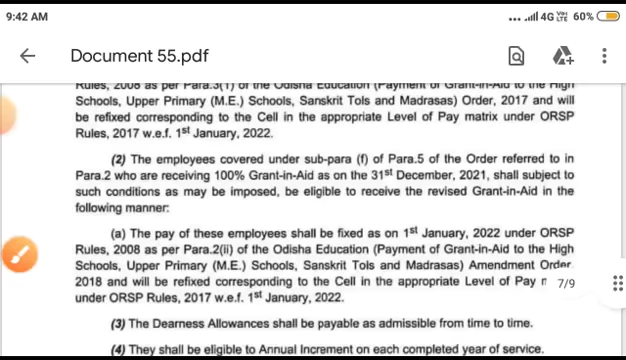 9:42 AM
4G VoLTE 60%
Document 55.pdf
Rules, 2008 as per Para.3(1) of the Odisha Education (Payment of Grant-in-Aid to the High
Schools, Upper Primary (M.E.) Schools, Sanskrit Tols and Madrasas) Order, 2017 and will
be refixed corresponding to the Cell in the appropriate Level of Pay matrix under ORSP
Rules, 2017 w.e.f. 1st January, 2022.
(2) The employees covered under sub-para (f) of Para.5 of the Order referred to in
Para.2 who are receiving 100% Grant-in-Aid as on the 31st December, 2021, shall subject to
such conditions as may be imposed, be eligible to receive the revised Grant-in-Aid in the
following manner:
(a) The pay of these employees shall be fixed as on 1st January, 2022 under ORSP
Rules, 2008 as per Para.2(ii) of the Odisha Education (Payment of Grant-in-Aid to the High
Schools, Upper Primary (M.E.) Schools, Sanskrit Tols and Madrasas) Amendment Order
2018 and will be refixed corresponding to the Cell in the appropriate Level of Pay 7/9
under ORSP Rules, 2017 w.e.f. 1st January, 2022.
(3) The Dearness Allowances shall be payable as admissible from time to time.
(4) They shall be eligible to Annual Increment on each completed year of service.